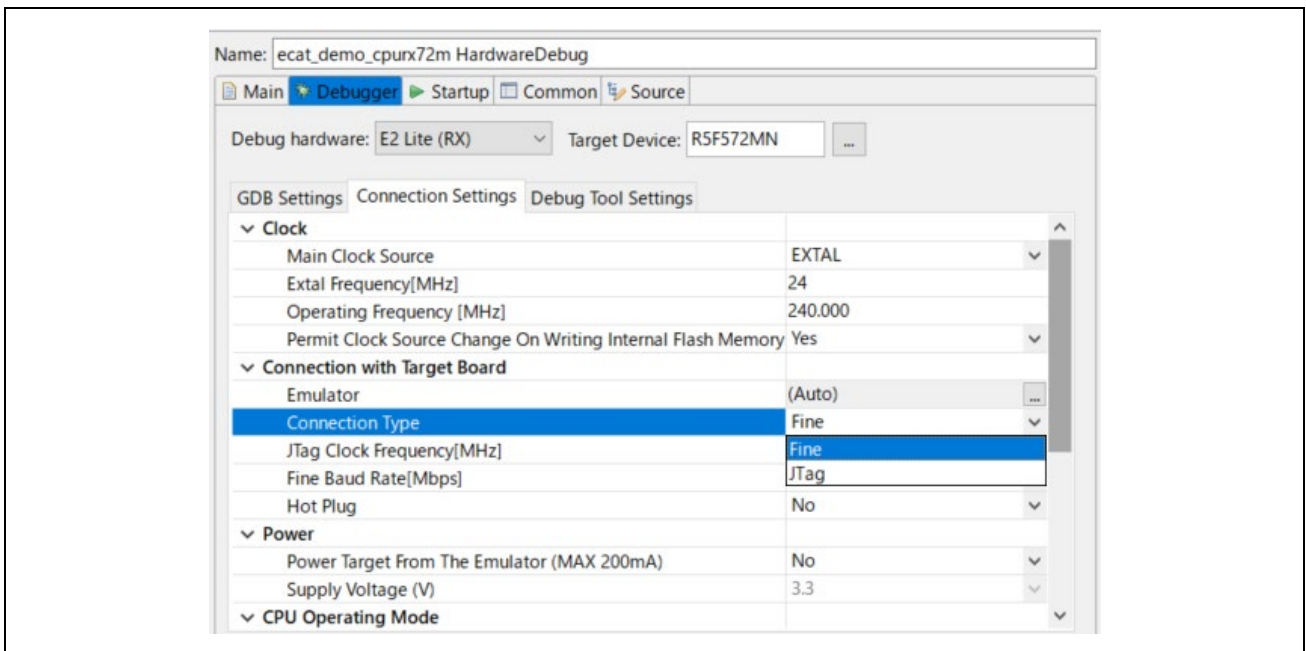 Name: ecat_demo_cpurx72m HardwareDebug
Main Debugger Startup Common Source
Debug hardware: E2 Lite (RX) Target Device: R5F572MN ...
GDB Settings Connection Settings Debug Tool Settings
Clock
Main Clock Source EXTAL
Extal Frequency[MHz] 24
Operating Frequency [MHz] 240.000
Permit Clock Source Change On Writing Internal Flash Memory Yes
Connection with Target Board
Emulator (Auto) ...
Connection Type Fine
JTag Clock Frequency[MHz] Fine
Fine Baud Rate[Mbps] JTag
Hot Plug No
Power
Power Target From The Emulator (MAX 200mA) No
Supply Voltage (V) 3.3
CPU Operating Mode